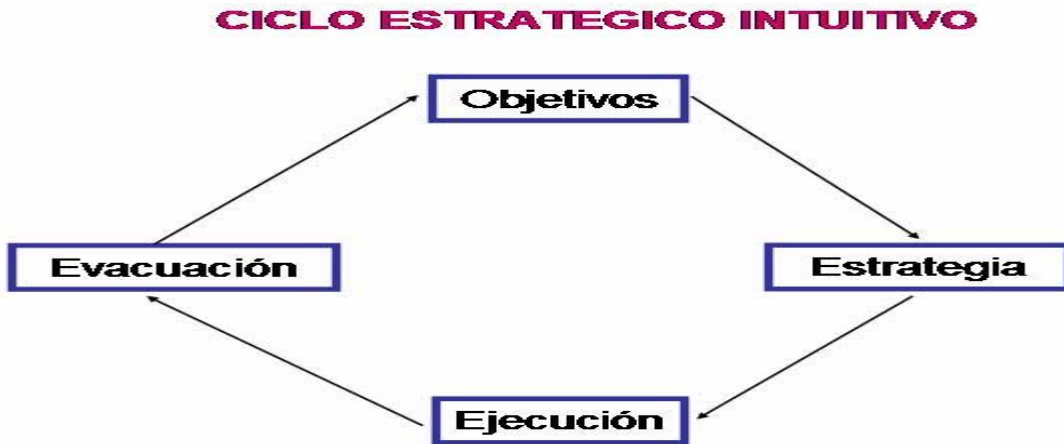 CICLO ESTRATEGICO INTUITIVO
Objetivos
Evacuación
Estrategia
Ejecución